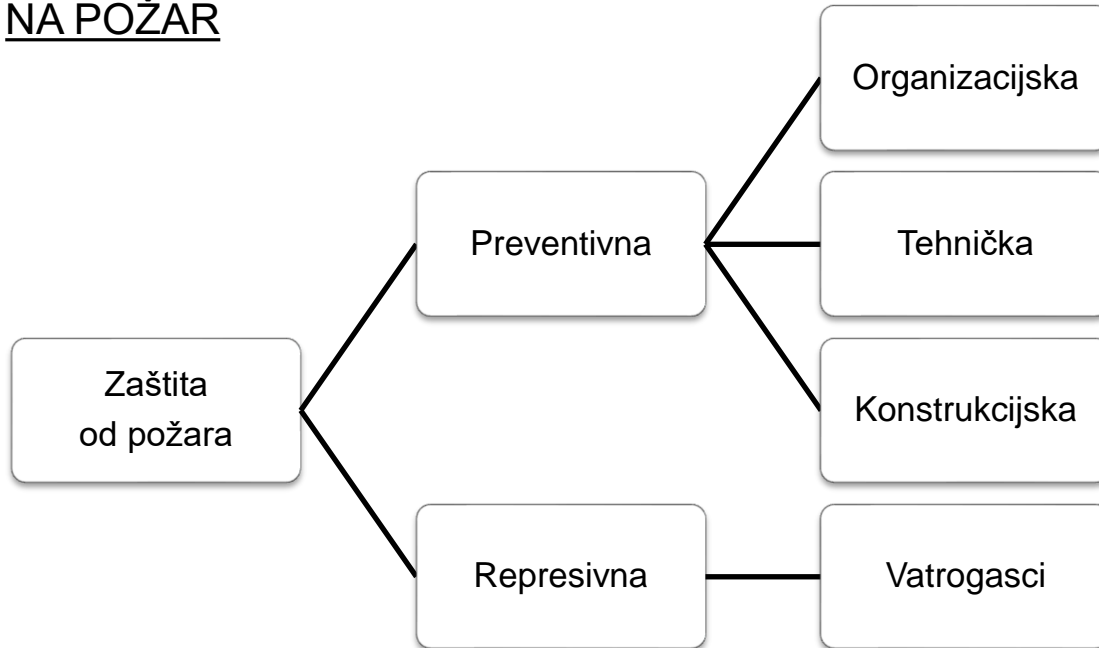 NA POŽAR
Organizacijska
Preventivna
Tehnička
Zaštita
od požara
Konstrukcijska
Represivna
Vatrogasci